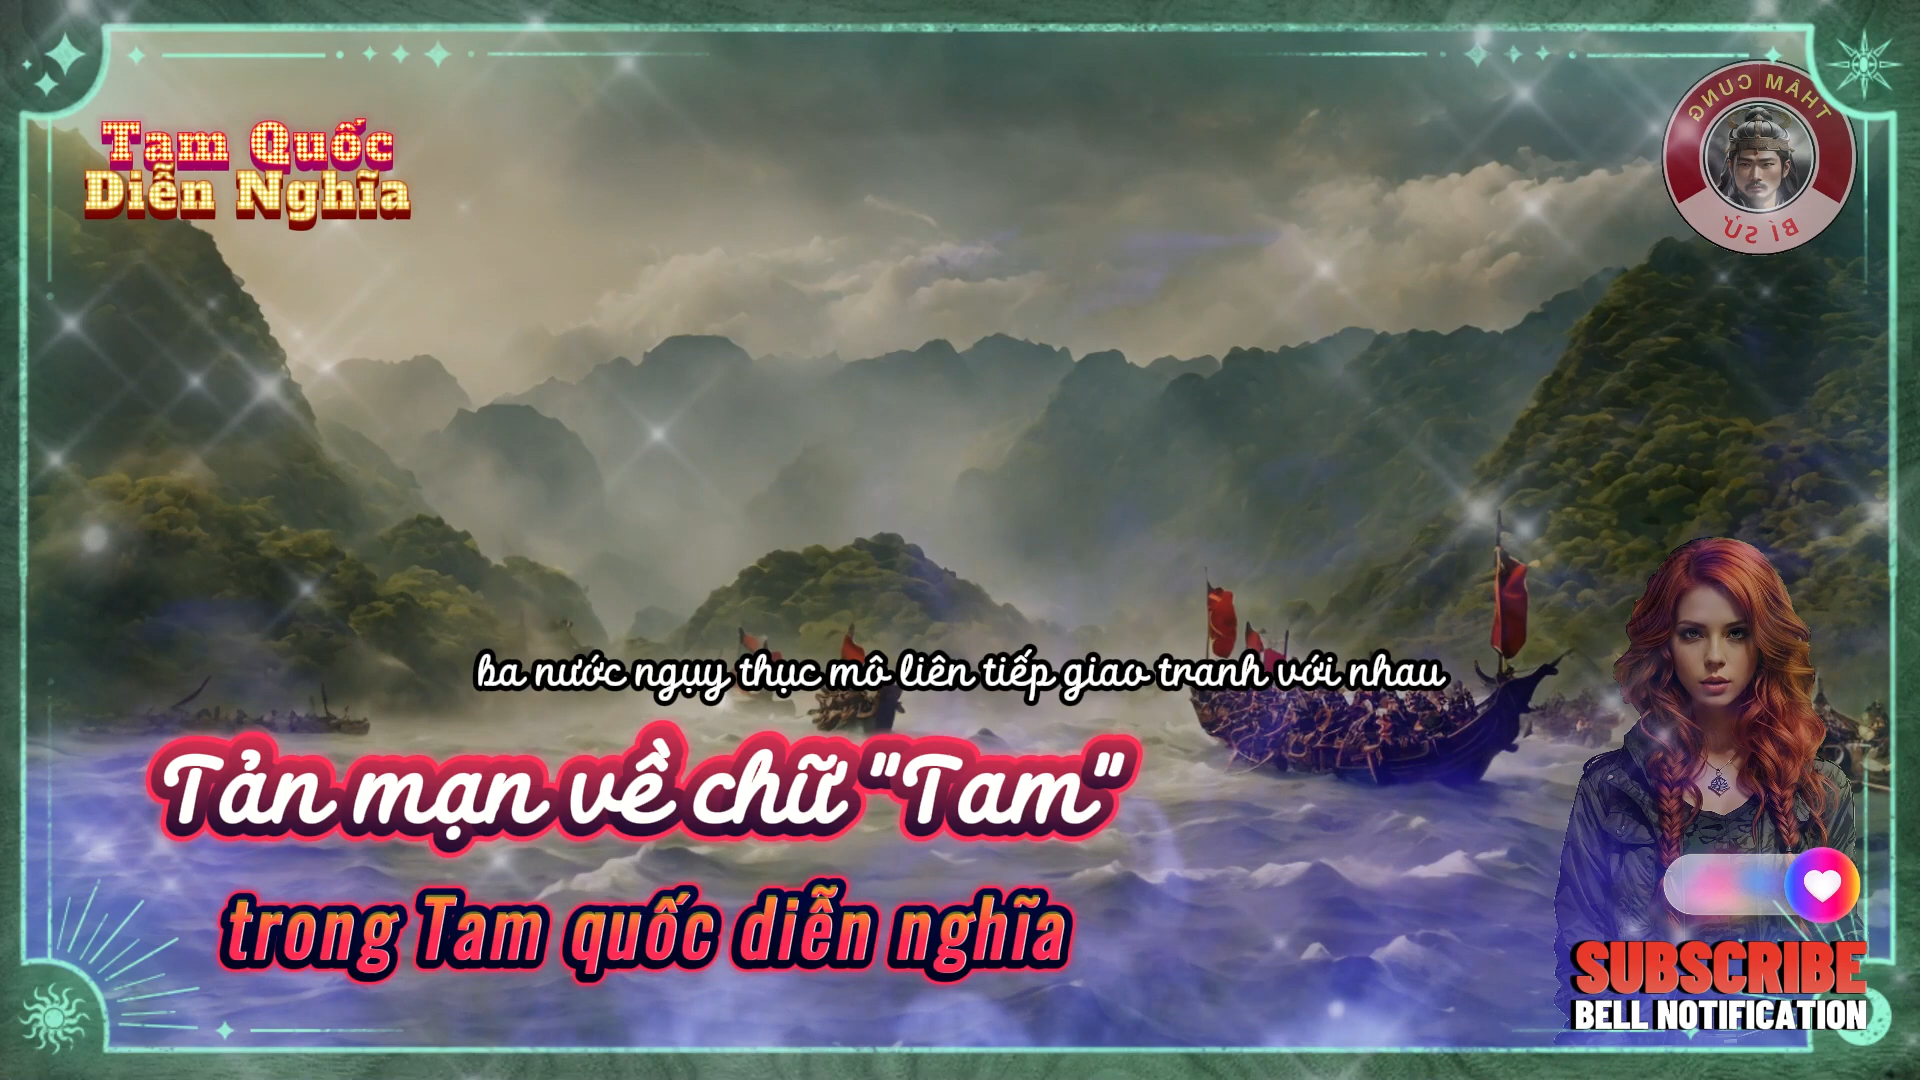 Tam Quốc
Diễn Nghĩa
THÂM CUNG
BÍ SỬ
ba nước ngụy thục mô liên tiếp giao tranh với nhau
Tản mạn về chữ "Tam"
trong Tam quốc diễn nghĩa
SUBSCRIBE
BELL NOTIFICATION